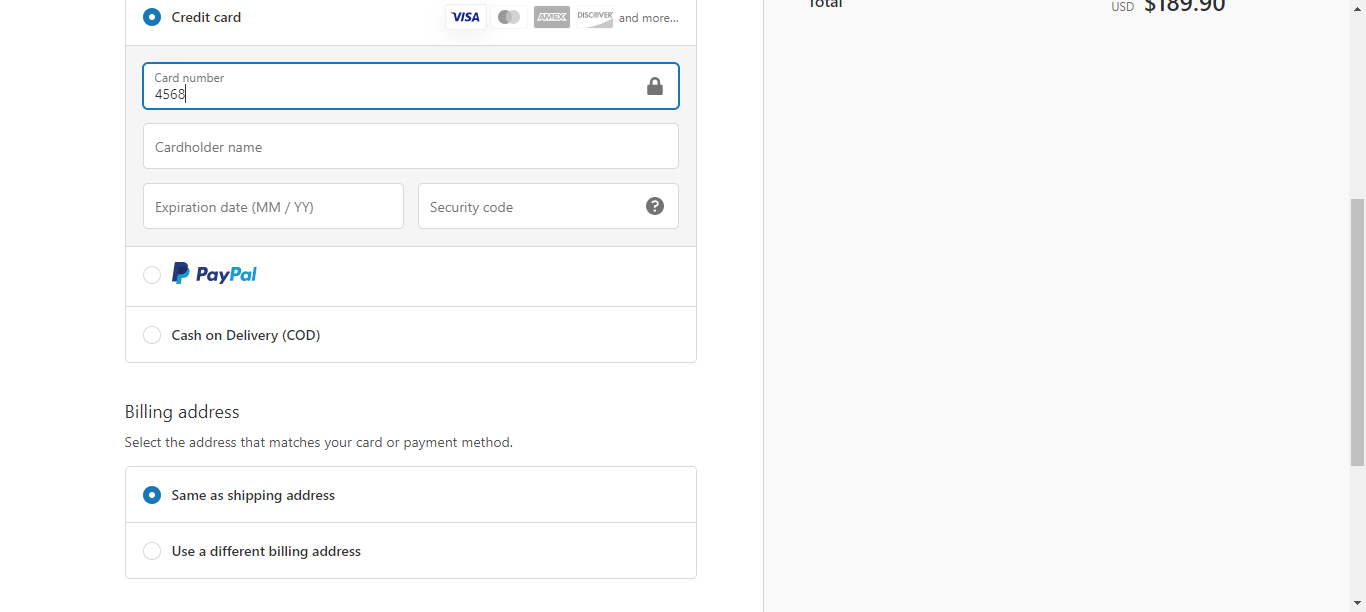 Credit card
VISA
AMEX
DISCOVER
and more...
Card number
4568
Cardholder name
Expiration date (MM / YY)
Security code
?
PayPal
Cash on Delivery (COD)
Billing address
Select the address that matches your card or payment method.
Same as shipping address
Use a different billing address
Total
USD $189.90